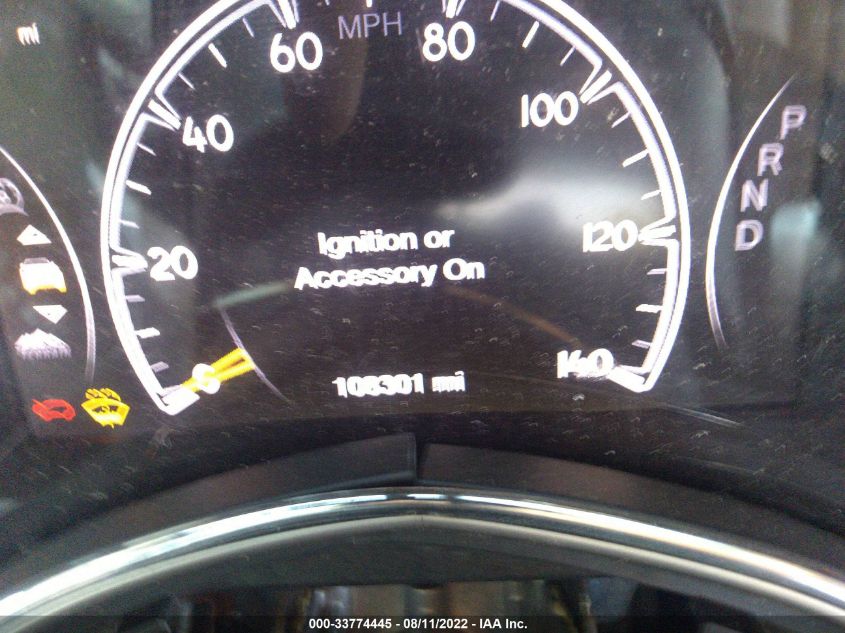 mi
MPH
60
80
40
100
P
R
N
D
20
120
Ignition or
Accessory On
140
108301 mi
000-33774445 - 08/11/2022 - IAA Inc.